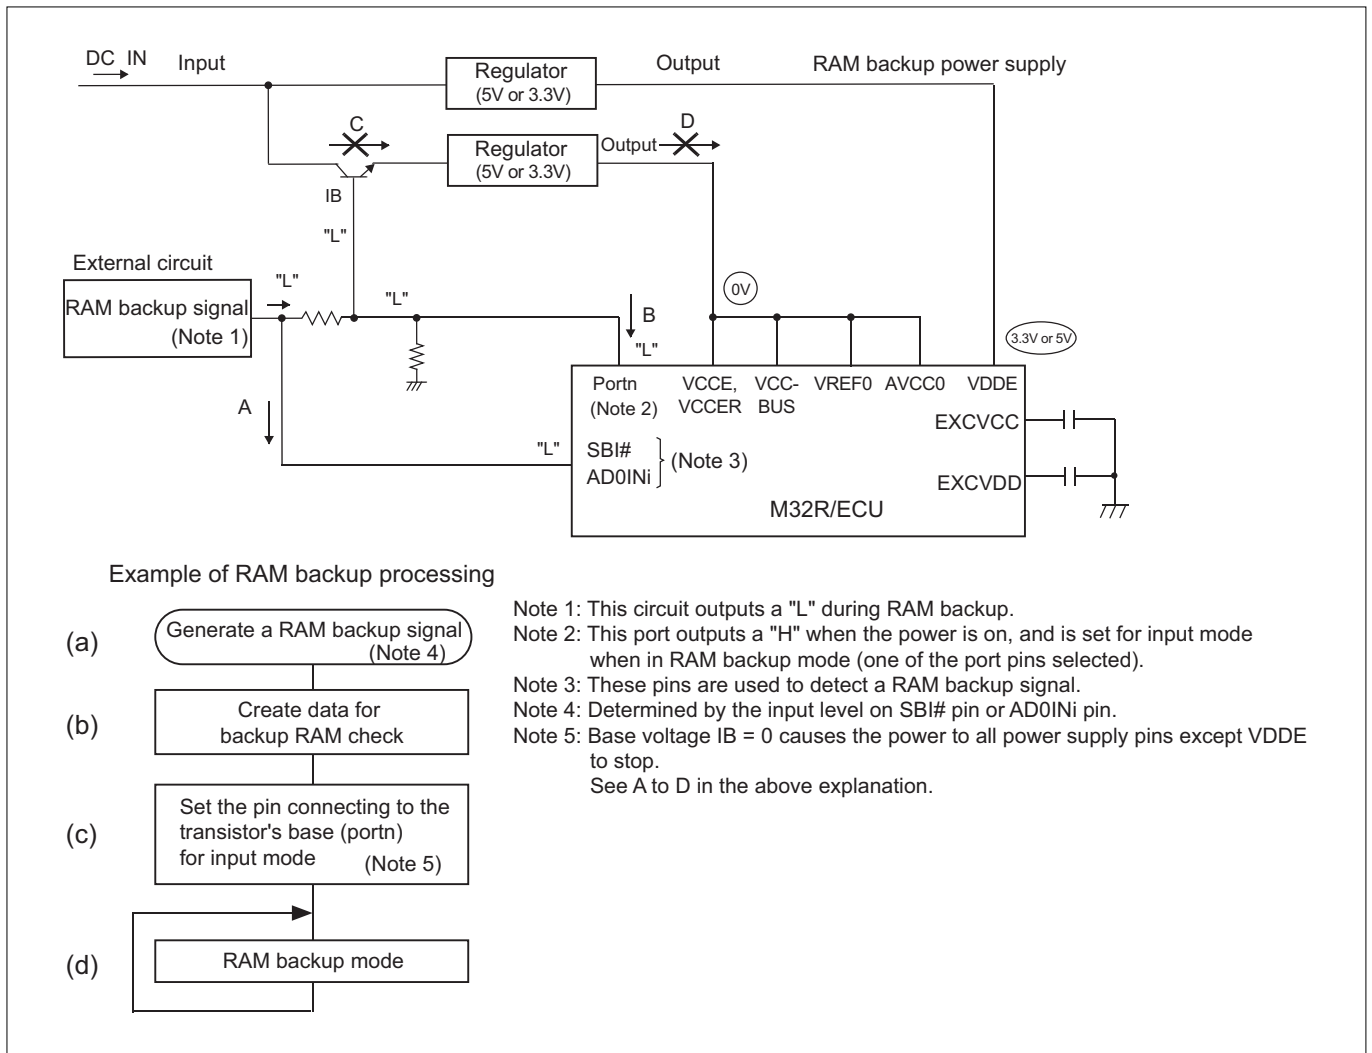 DC IN
Input
Regulator
(5V or 3.3V)
Output
RAM backup power supply
C
Regulator
(5V or 3.3V)
Output
D
IB
"L"
External circuit
RAM backup signal
(Note 1)
"L"
"L"
B
"L"
0V
3.3V or 5V
A
"L"
Portn
(Note 2)
VCCE,
VCCER
VCC-
BUS
VREF0
AVCC0
VDDE
EXCVCC
SBI#
AD0INi
(Note 3)
EXCVDD
M32R/ECU
Example of RAM backup processing
(a)
Generate a RAM backup signal
(Note 4)
(b)
Create data for
backup RAM check
(c)
Set the pin connecting to the
transistor's base (portn)
for input mode
(Note 5)
(d)
RAM backup mode
Note 1: This circuit outputs a "L" during RAM backup.
Note 2: This port outputs a "H" when the power is on, and is set for input mode
when in RAM backup mode (one of the port pins selected).
Note 3: These pins are used to detect a RAM backup signal.
Note 4: Determined by the input level on SBI# pin or AD0INi pin.
Note 5: Base voltage IB = 0 causes the power to all power supply pins except VDDE
to stop.
See A to D in the above explanation.